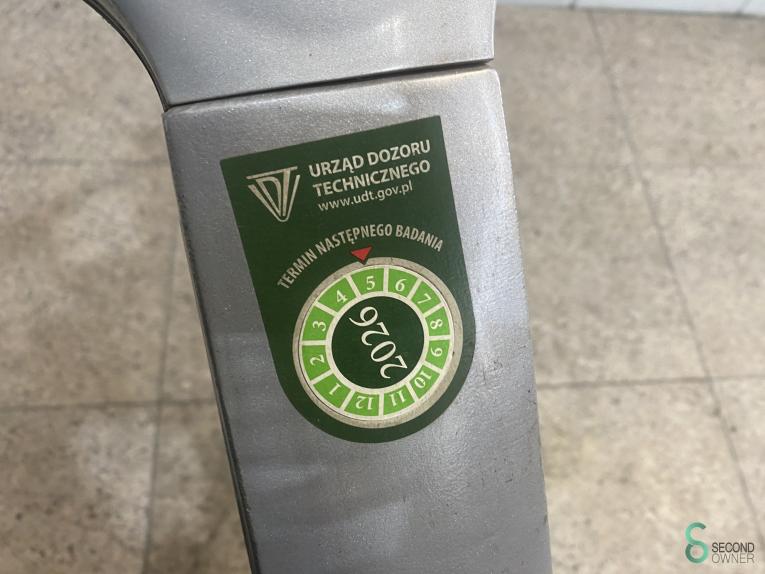 UDT
URZĄD DOZORU
TECHNICZNEGO
www.udt.gov.pl
TERMIN NASTĘPNEGO BADANIA
1 2 3 4 5 6 7 8 9 10 11 12
2026
SECOND
OWNER